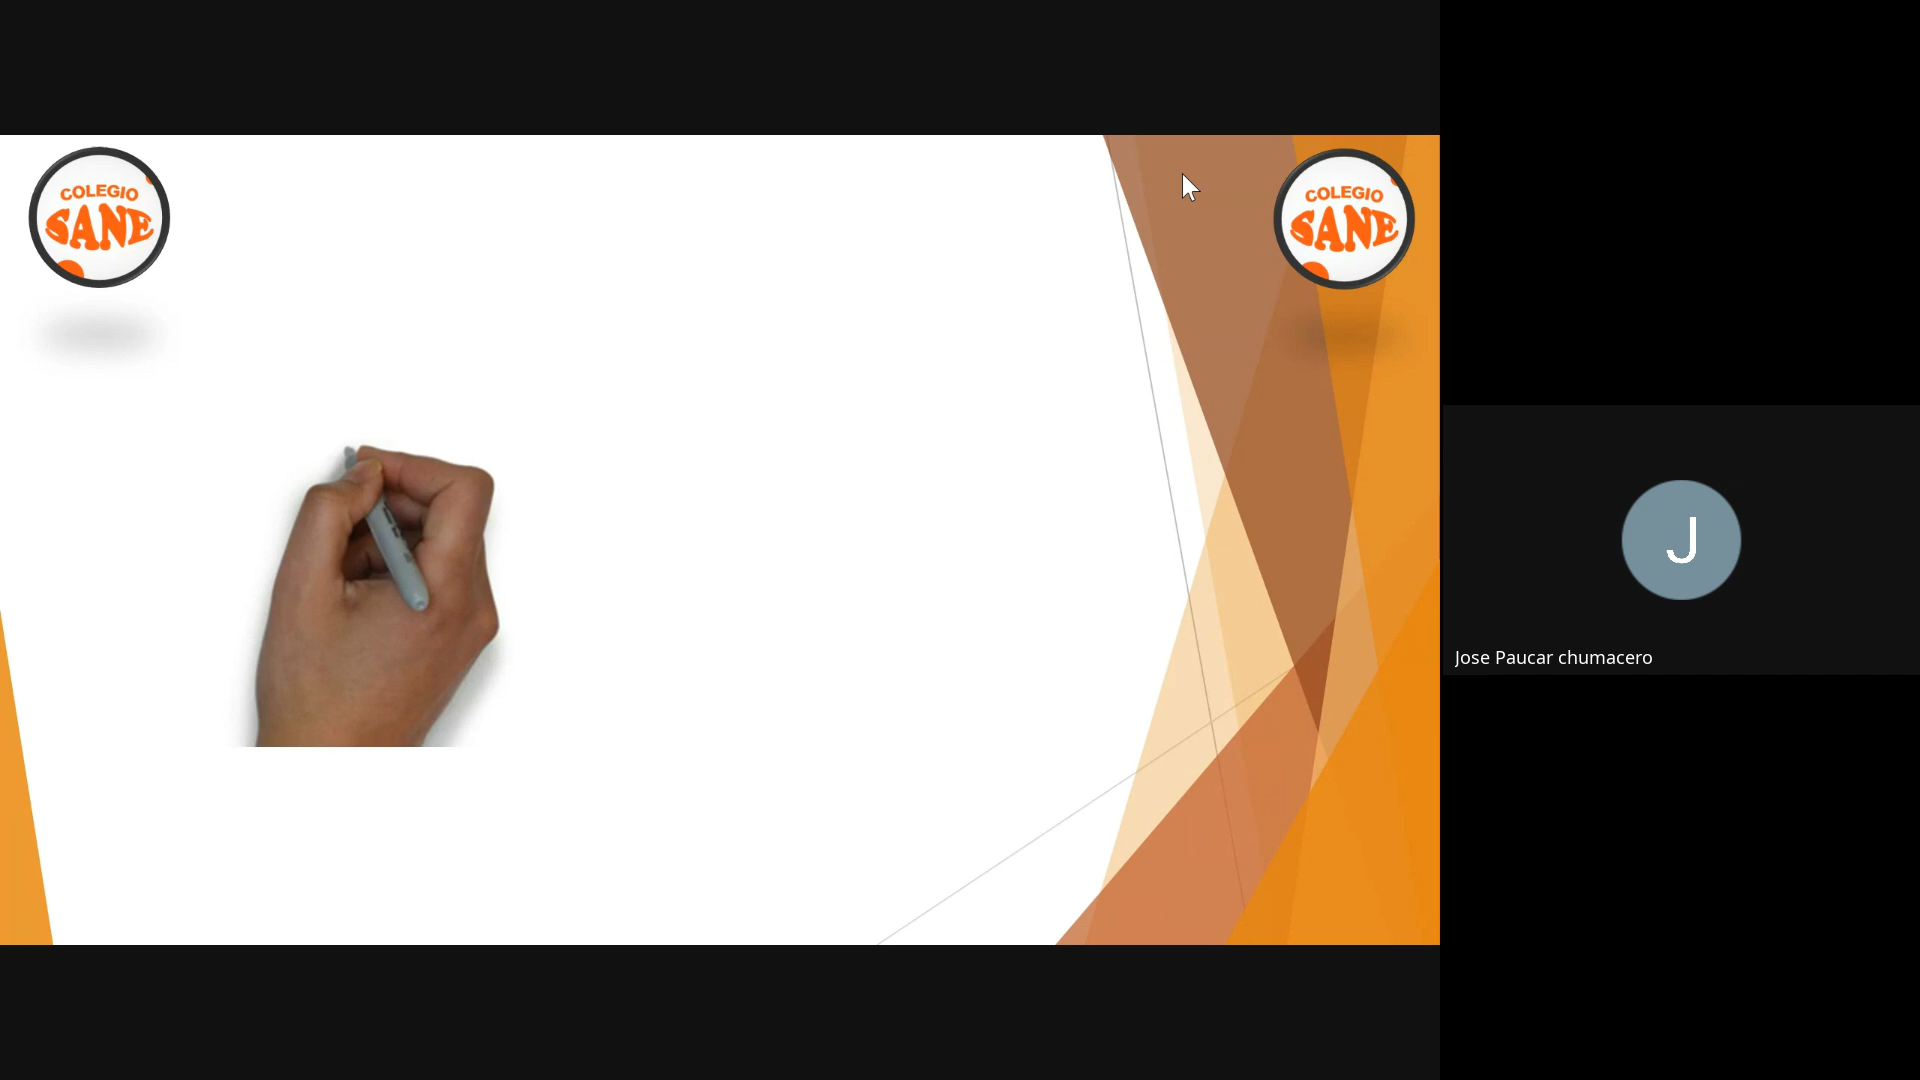 COLEGIO
SANE
COLEGIO
SANE
J
Jose Paucar chumacero